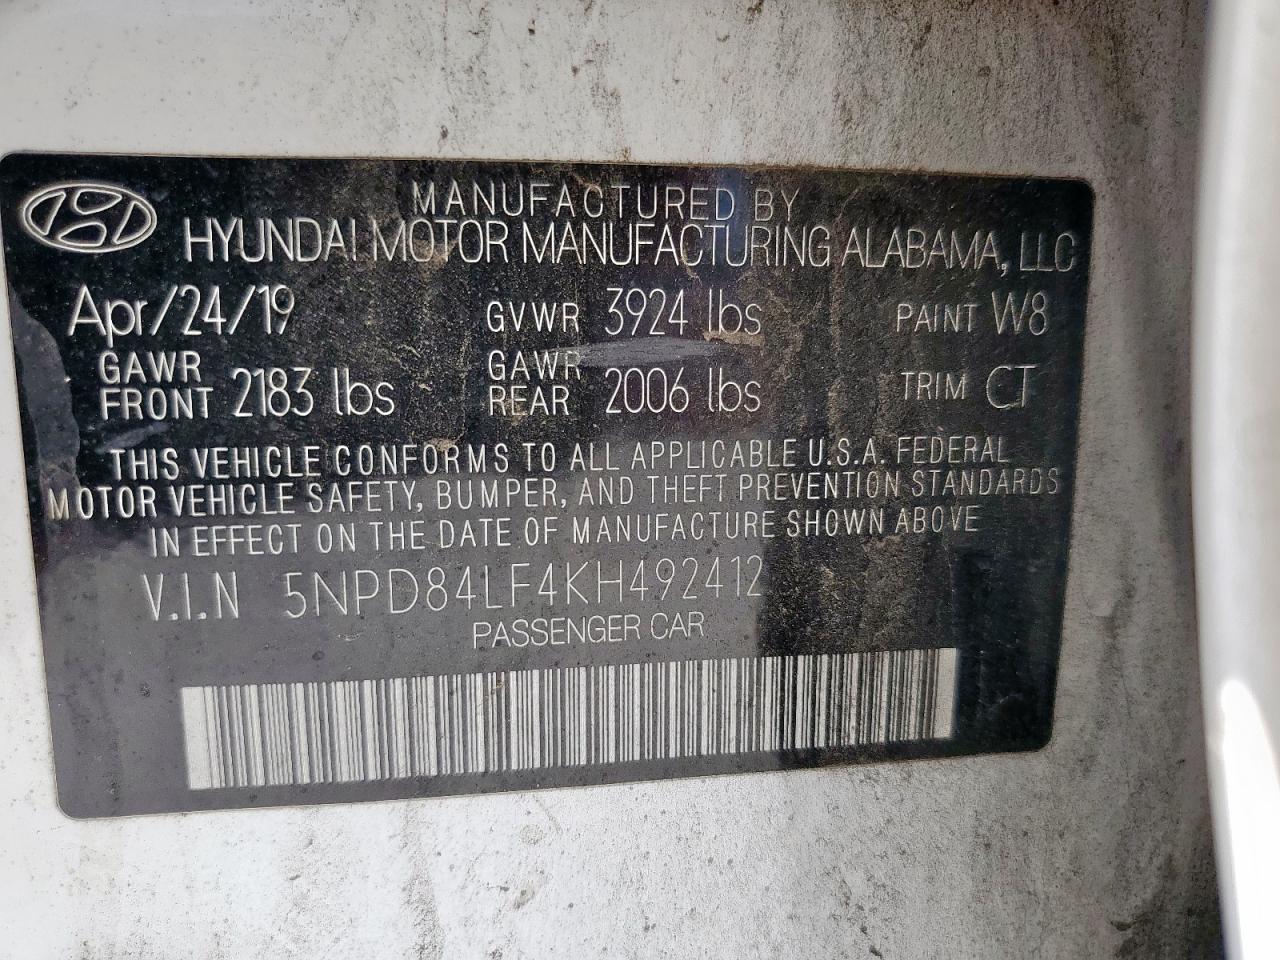 MANUFACTURED BY
HYUNDAI MOTOR MANUFACTURING ALABAMA, LLC
Apr/24/19 GVWR 3924 lbs PAINT W8
GAWR FRONT 2183 lbs GAWR REAR 2006 lbs TRIM CT
THIS VEHICLE CONFORMS TO ALL APPLICABLE U.S.A. FEDERAL
MOTOR VEHICLE SAFETY, BUMPER, AND THEFT PREVENTION STANDARDS
IN EFFECT ON THE DATE OF MANUFACTURE SHOWN ABOVE
V.I.N 5NPD84LF4KH492412
PASSENGER CAR